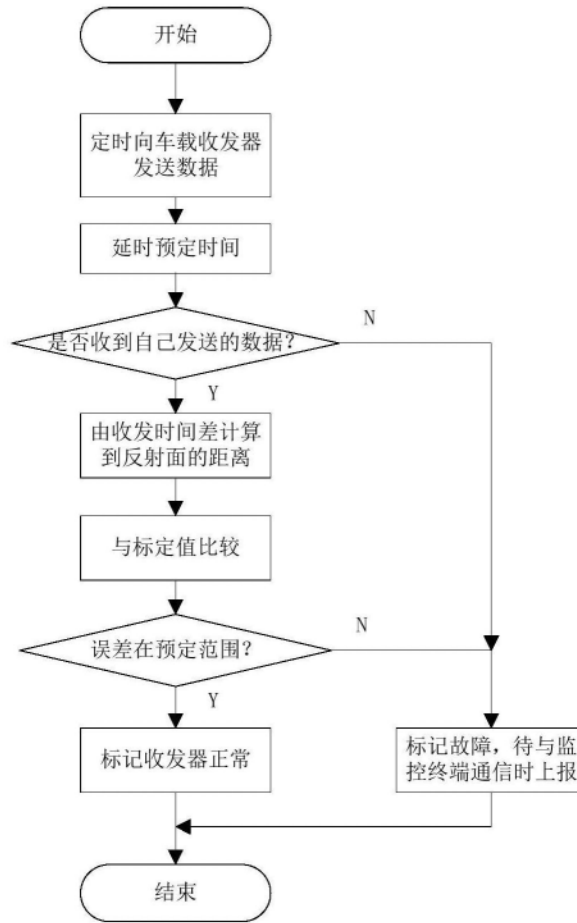 开始
定时向车载收发器
发送数据
延时预定时间
是否收到自己发送的数据?
N
Y
由收发时间差计算
到反射面的距离
与标定值比较
误差在预定范围?
N
Y
标记收发器正常
标记故障，待与监
控终端通信时上报
结束